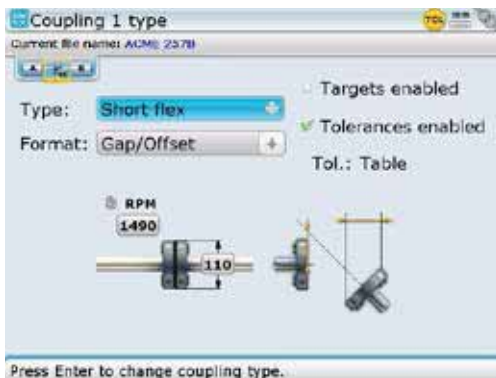 Coupling 1 type
TOL
Current file name: ACME 257B
Type: Short flex
Format: Gap/Offset
Targets enabled
Tolerances enabled
Tol.: Table
RPM
1490
110
Press Enter to change coupling type.